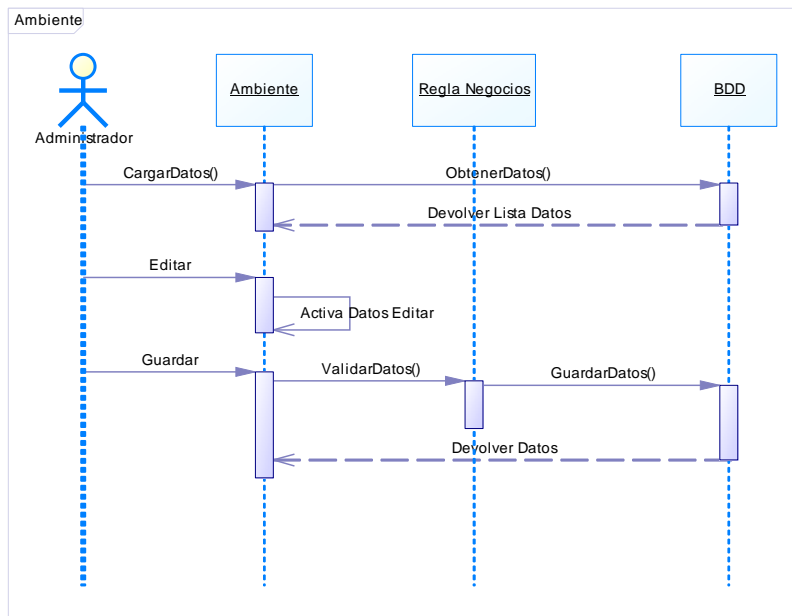 Ambiente
Ambiente
Regla Negocios
BDD
Administrador
CargarDatos()
ObtenerDatos()
Devolver Lista Datos
Editar
Activa Datos Editar
Guardar
ValidarDatos()
GuardarDatos()
Devolver Datos